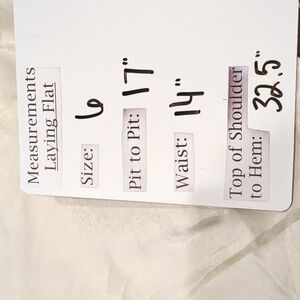 Measurements
Laying Flat
Size: 6
Pit to Pit: 17"
Waist: 14"
Top of Shoulder
to Hem: 32.5"